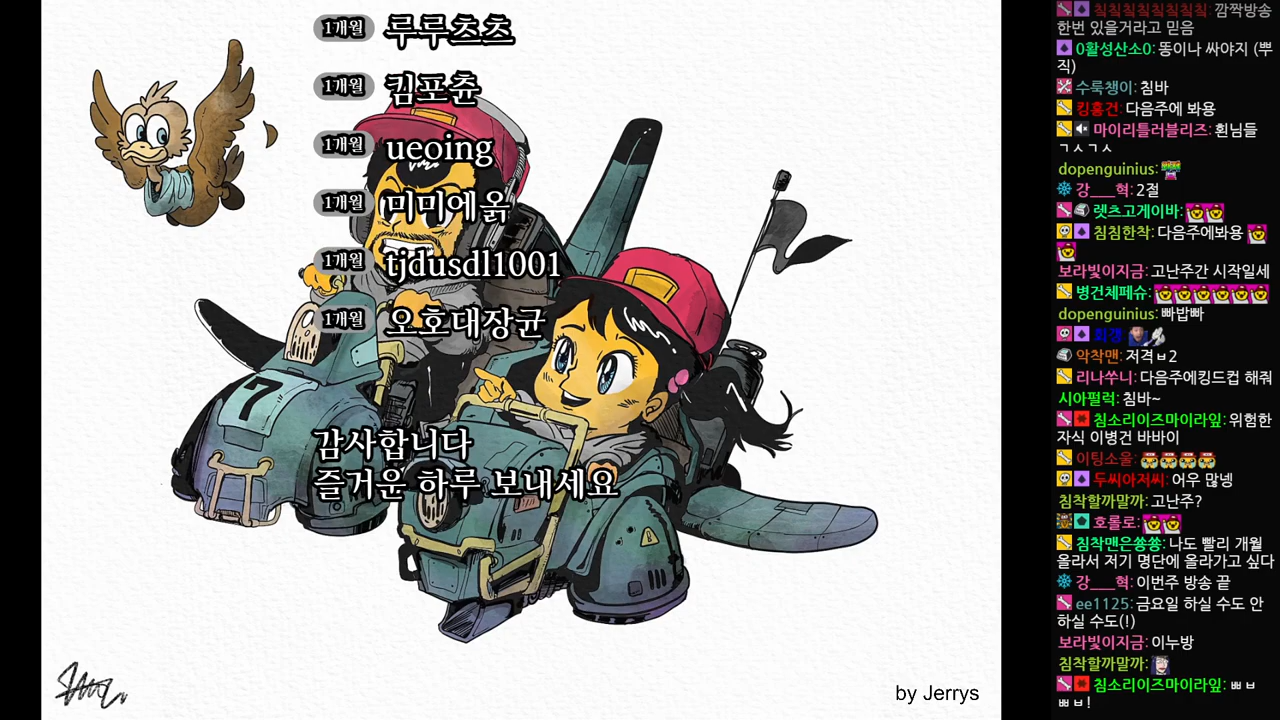 1개월 루루츠츠
1개월 킴포츈
1개월 ueoing
1개월 미미에옭
1개월 tjdusdl1001
1개월 오호대장균
감사합니다
즐거운 하루 보내세요
7
by Jerrys
칰칰칰칰칰칰칰칰: 깜짝방송
한번 있을거라고 믿음
0활성산소0: 똥이나 싸야지 (뿌
직)
수룩챙이: 침바
킹흥건: 다음주에 봐용
마이리틀러블리즈: 횐님들
ㄱㅅㄱㅅ
dopenguinius:
강___혁: 2절
렛츠고게이바:
침침한착: 다음주에봐용
보라빛이지금: 고난주간 시작일세
병건체페슈:
dopenguinius: 빠밥빠
악착맨: 저격ㅂ2
리나쑤니: 다음주에킹드컵 해줘
시아펄럭: 침바~
침소리이즈마이라잎: 위험한
자식 이병건 바바이
이팅소울:
두씨아저씨: 어우 많넹
침착할까말까: 고난주?
호롤로:
침착맨은쏭쏭: 나도 빨리 개월
올라서 저기 명단에 올라가고 싶다
강___혁: 이번주 방송 끝
ee1125: 금요일 하실 수도 안
하실 수도(!)
보라빛이지금: 이누방
침착할까말까:
침소리이즈마이라잎: ㅃㅂ
ㅃㅂ!